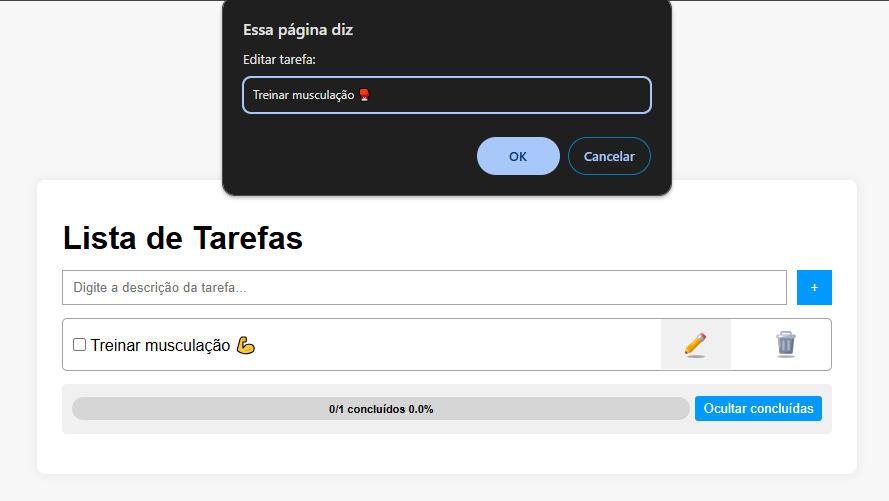 Essa página diz
Editar tarefa:
Treinar musculação 🥊
OK
Cancelar
Lista de Tarefas
Digite a descrição da tarefa...
+
Treinar musculação 💪
0/1 concluídos 0.0%
Ocultar concluídas